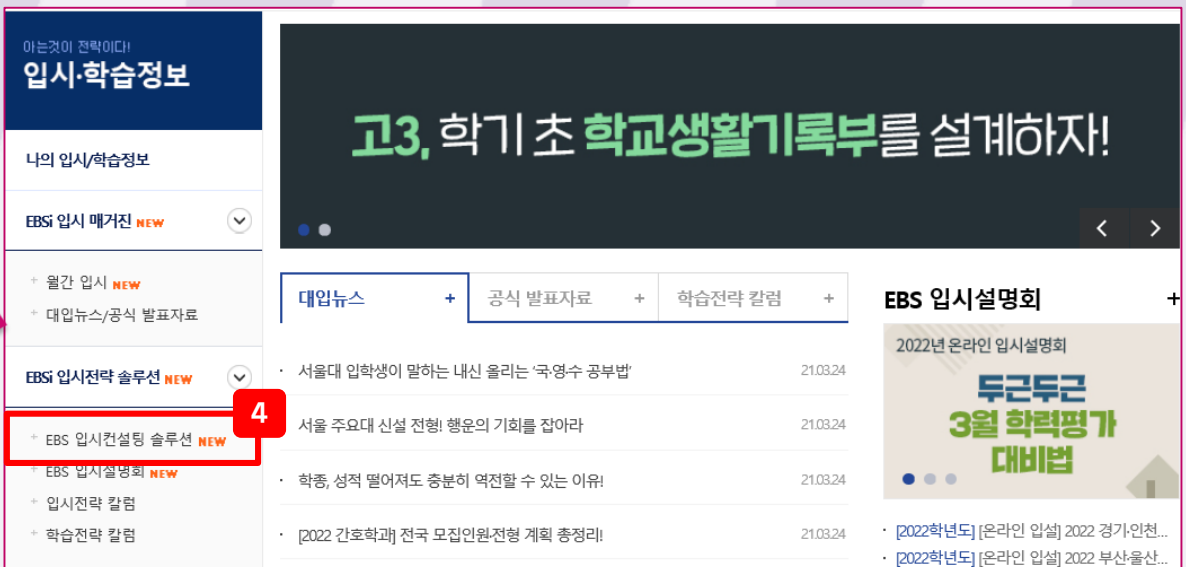 아는것이 전략이다!
입시·학습정보
나의 입시/학습정보
EBSi 입시 매거진 NEW
+ 월간 입시 NEW
+ 대입뉴스/공식 발표자료
EBSi 입시전략 솔루션 NEW
4
+ EBS 입시컨설팅 솔루션 NEW
+ EBS 입시설명회 NEW
+ 입시전략 칼럼
+ 학습전략 칼럼
고3, 학기 초 학교생활기록부를 설계하자!
대입뉴스 +
공식 발표자료 +
학습전략 칼럼 +
· 서울대 입학생이 말하는 내신 올리는 '국·영·수 공부법' 21.03.24
서울 주요대 신설 전형! 행운의 기회를 잡아라 21.03.24
· 학종, 성적 떨어져도 충분히 역전할 수 있는 이유! 21.03.24
· [2022 간호학과] 전국 모집인원·전형 계획 총정리! 21.03.24
EBS 입시설명회 +
2022년 온라인 입시설명회
두근두근
3월 학력평가
대비법
· [2022학년도] [온라인 입설] 2022 경기·인천...
· [2022학년도] [온라인 입설] 2022 부산·울산...